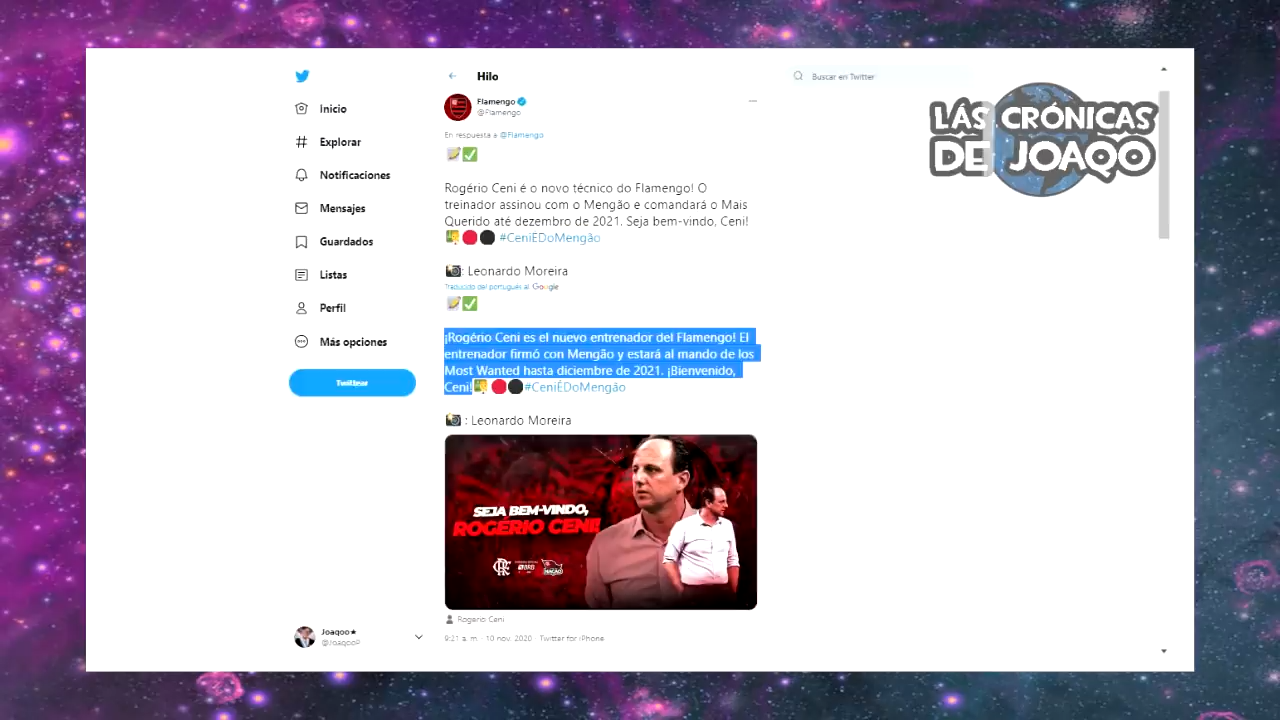 Hilo
Buscar en Twitter
LÁS CRÓNICAS
DE JOAQO
Inicio
Explorar
Notificaciones
Mensajes
Guardados
Listas
Perfil
Más opciones
Twittear
Flamengo
@Flamengo
En respuesta a @Flamengo
Rogério Ceni é o novo técnico do Flamengo! O
treinador assinou com o Mengão e comandará o Mais
Querido até dezembro de 2021. Seja bem-vindo, Ceni!
#CeniÉDoMengão
: Leonardo Moreira
Traducido del portugués al Google
¡Rogério Ceni es el nuevo entrenador del Flamengo! El
entrenador firmó con Mengão y estará al mando de los
Most Wanted hasta diciembre de 2021. ¡Bienvenido,
Ceni! #CeniÉDoMengão
: Leonardo Moreira
SEJA BEM-VINDO,
ROGÉRIO CENI!
Rogerio Ceni
9:21 a. m. · 10 nov. 2020 · Twitter for iPhone
Joaqoo★
@JoaqooP